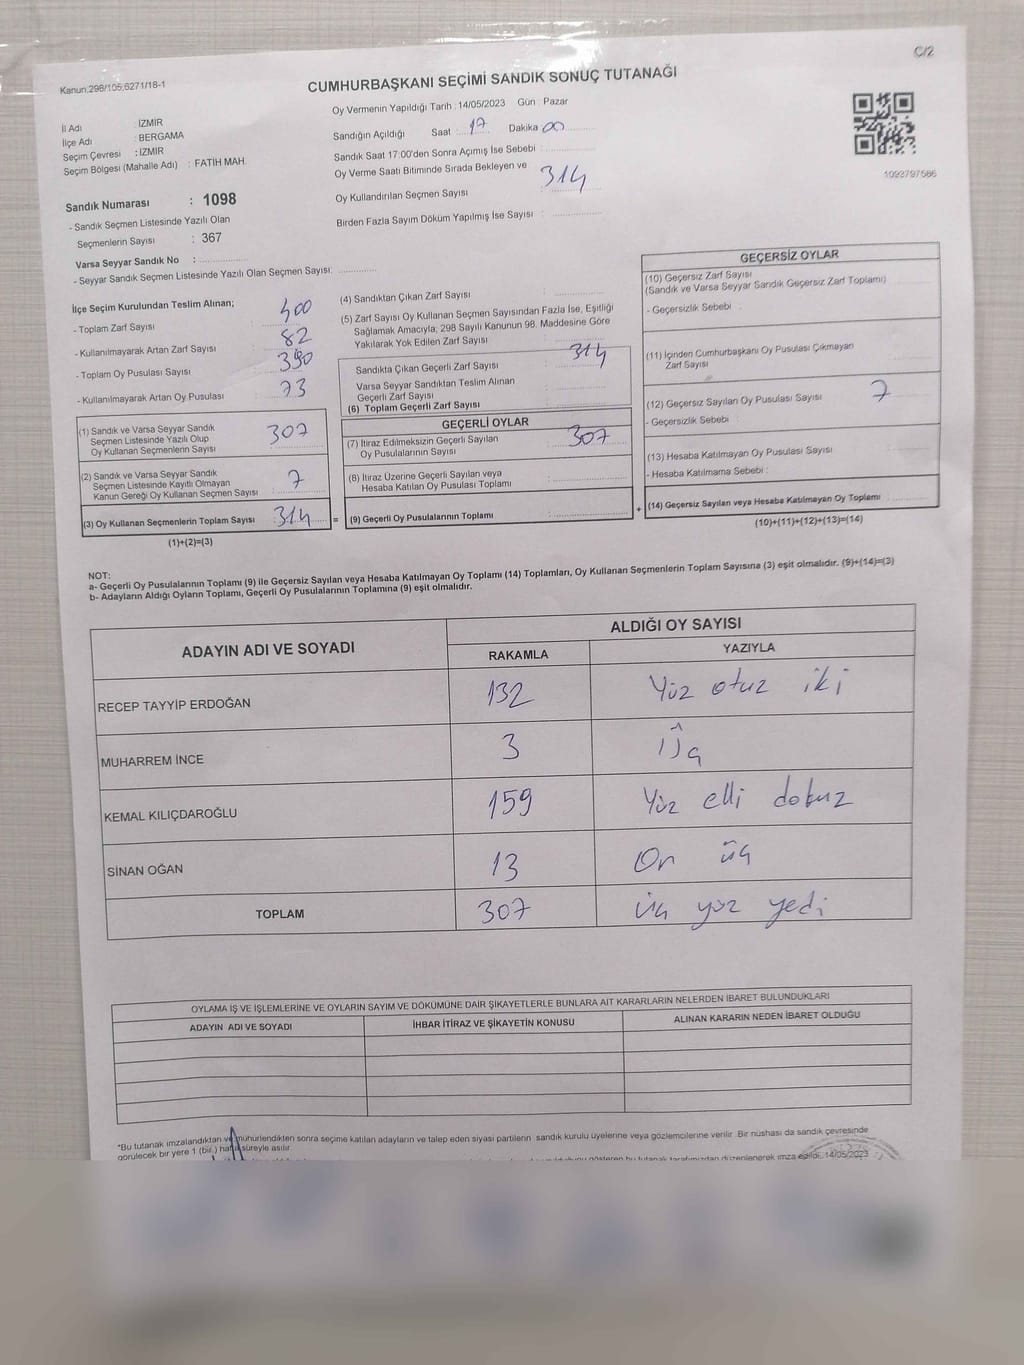 C/2
Kanun:298/105;6271/18-1
CUMHURBAŞKANI SEÇİMİ SANDIK SONUÇ TUTANAĞI
Oy Vermenin Yapıldığı Tarih :14/05/2023 Gün Pazar
İl Adı : İZMİR
İlçe Adı : BERGAMA
Seçim Çevresi : İZMİR
Seçim Bölgesi (Mahalle Adı) : FATİH MAH.
Sandığın Açıldığı Saat : 17 Dakika 00
Sandık Saat 17:00'den Sonra Açımış İse Sebebi :
Oy Verme Saati Bitiminde Sırada Bekleyen ve
Oy Kullandırılan Seçmen Sayısı : 314
Birden Fazla Sayım Döküm Yapılmış İse Sayısı :
Sandık Numarası : 1098
- Sandık Seçmen Listesinde Yazılı Olan
Seçmenlerin Sayısı : 367
Varsa Seyyar Sandık No :
- Seyyar Sandık Seçmen Listesinde Yazılı Olan Seçmen Sayısı:
İlçe Seçim Kurulundan Teslim Alınan;
- Toplam Zarf Sayısı : 400
- Kullanılmayarak Artan Zarf Sayısı : 82
- Toplam Oy Pusulası Sayısı : 390
- Kullanılmayarak Artan Oy Pusulası : 73
(1) Sandık ve Varsa Seyyar Sandık
Seçmen Listesinde Yazılı Olup
Oy Kullanan Seçmenlerin Sayısı : 307
(2) Sandık ve Varsa Seyyar Sandık
Seçmen Listesinde Kayıtlı Olmayan
Kanun Gereği Oy Kullanan Seçmen Sayısı : 7
(3) Oy Kullanan Seçmenlerin Toplam Sayısı : 314
(1)+(2)=(3)
(4) Sandıktan Çıkan Zarf Sayısı :
(5) Zarf Sayısı Oy Kullanan Seçmen Sayısından Fazla İse, Eşitliği
Sağlamak Amacıyla; 298 Sayılı Kanunun 98. Maddesine Göre
Yakılarak Yok Edilen Zarf Sayısı :
Sandıkta Çıkan Geçerli Zarf Sayısı : 314
Varsa Seyyar Sandıktan Teslim Alınan
Geçerli Zarf Sayısı :
(6) Toplam Geçerli Zarf Sayısı :
GEÇERLİ OYLAR
(7) İtiraz Edilmeksizin Geçerli Sayılan
Oy Pusulalarının Sayısı : 307
(8) İtiraz Üzerine Geçerli Sayılan veya
Hesaba Katılan Oy Pusulası Toplamı :
= (9) Geçerli Oy Pusulalarının Toplamı :
GEÇERSİZ OYLAR
(10) Geçersiz Zarf Sayısı
(Sandık ve Varsa Seyyar Sandık Geçersiz Zarf Toplamı) :
- Geçersizlik Sebebi :
(11) İçinden Cumhurbaşkanı Oy Pusulası Çıkmayan
Zarf Sayısı
(12) Geçersiz Sayılan Oy Pusulası Sayısı : 7
- Geçersizlik Sebebi :
(13) Hesaba Katılmayan Oy Pusulası Sayısı :
- Hesaba Katılmama Sebebi :
+ (14) Geçersiz Sayılan veya Hesaba Katılmayan Oy Toplamı
(10)+(11)+(12)+(13)=(14)
NOT:
a- Geçerli Oy Pusulalarının Toplamı (9) ile Geçersiz Sayılan veya Hesaba Katılmayan Oy Toplamı (14) Toplamları, Oy Kullanan Seçmenlerin Toplam Sayısına (3) eşit olmalıdır. (9)+(14)=(3)
b- Adayların Aldığı Oyların Toplamı, Geçerli Oy Pusulalarının Toplamına (9) eşit olmalıdır.
ADAYIN ADI VE SOYADI ALDIĞI OY SAYISI
RAKAMLA YAZIYLA
RECEP TAYYİP ERDOĞAN 132 Yüz otuz iki
MUHARREM İNCE 3 Üç
KEMAL KILIÇDAROĞLU 159 Yüz elli dokuz
SİNAN OĞAN 13 On üç
TOPLAM 307 üç yüz yedi
OYLAMA İŞ VE İŞLEMLERİNE VE OYLARIN SAYIM VE DÖKÜMÜNE DAİR ŞİKAYETLERLE BUNLARA AİT KARARLARIN NELERDEN İBARET BULUNDUKLARI
ADAYIN ADI VE SOYADI İHBAR İTİRAZ VE ŞİKAYETİN KONUSU ALINAN KARARIN NEDEN İBARET OLDUĞU
*Bu tutanak imzalandıktan ve mühürlendikten sonra seçime katılan adayların ve talep eden siyasi partilerin sandık kurulu üyelerine veya gözlemcilerine verilir. Bir nüshası da sandık çevresinde
görülecek bir yere 1 (bir) hafta süreyle asılır.
gösteren bu tutanak tarafımızdan düzenlenerek imza edildi. 14/05/2023